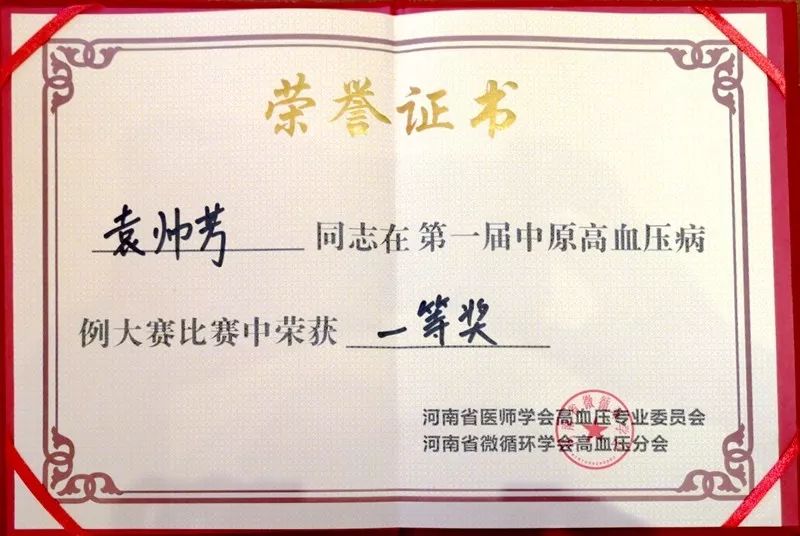 荣誉证书
袁帅芳 同志在 第一届中原高血压病
例大赛比赛中荣获 一等奖
河南省医师学会高血压专业委员会
河南省微循环学会高血压分会